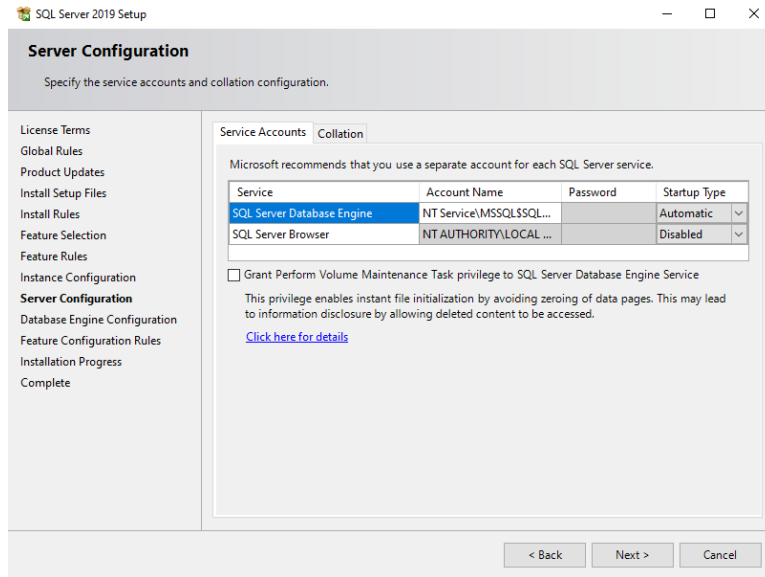 SQL Server 2019 Setup
Server Configuration
Specify the service accounts and collation configuration.
License Terms
Global Rules
Product Updates
Install Setup Files
Install Rules
Feature Selection
Feature Rules
Instance Configuration
Server Configuration
Database Engine Configuration
Feature Configuration Rules
Installation Progress
Complete
Service Accounts Collation
Microsoft recommends that you use a separate account for each SQL Server service.
Service Account Name Password Startup Type
SQL Server Database Engine NT Service\MSSQL$SQL... Automatic
SQL Server Browser NT AUTHORITY\LOCAL ... Disabled
Grant Perform Volume Maintenance Task privilege to SQL Server Database Engine Service
This privilege enables instant file initialization by avoiding zeroing of data pages. This may lead
to information disclosure by allowing deleted content to be accessed.
Click here for details
< Back Next > Cancel